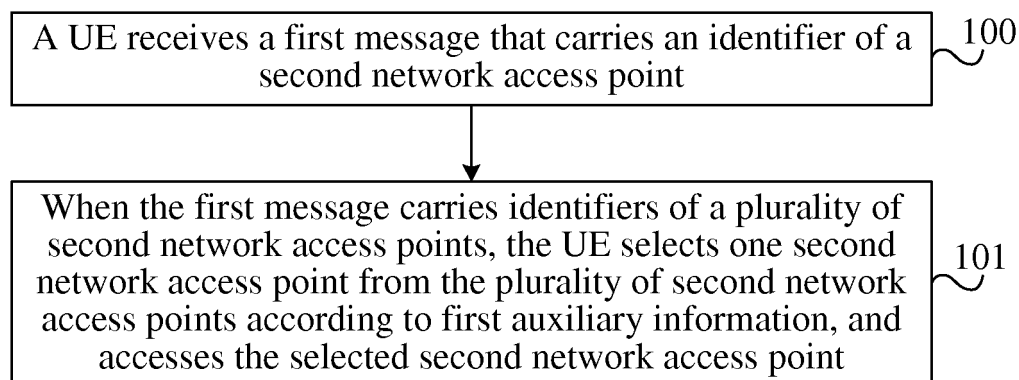 A UE receives a first message that carries an identifier of a
second network access point
100
When the first message carries identifiers of a plurality of
second network access points, the UE selects one second
network access point from the plurality of second network
access points according to first auxiliary information, and
accesses the selected second network access point
101